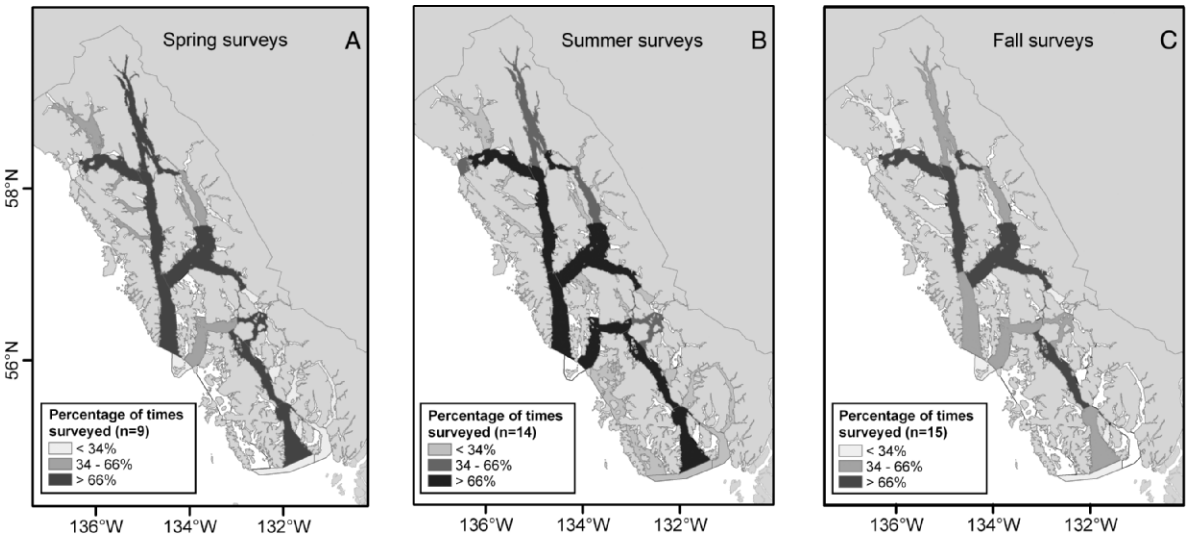 Spring surveys A
Summer surveys B
Fall surveys C
58°N
56°N
Percentage of times
surveyed (n=9)
< 34%
34 - 66%
> 66%
Percentage of times
surveyed (n=14)
< 34%
34 - 66%
> 66%
Percentage of times
surveyed (n=15)
< 34%
34 - 66%
> 66%
136°W 134°W 132°W
136°W 134°W 132°W
136°W 134°W 132°W